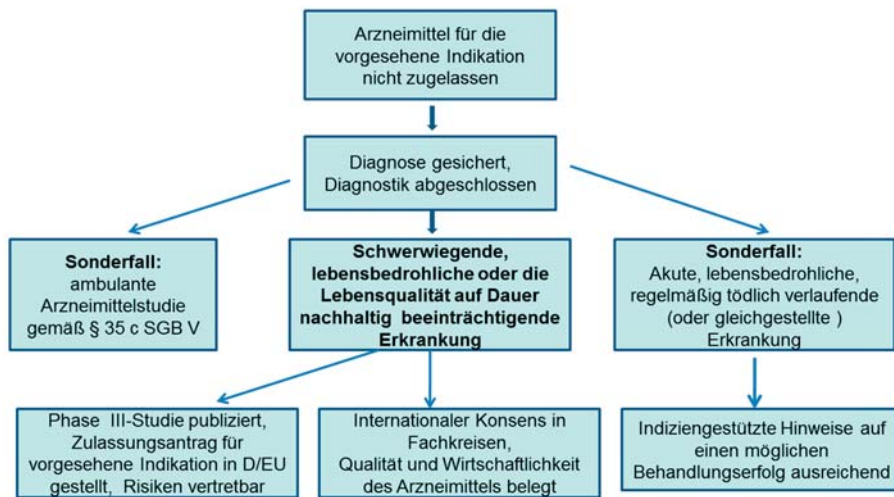 Arzneimittel für die
vorgesehene Indikation
nicht zugelassen
Diagnose gesichert,
Diagnostik abgeschlossen
Sonderfall:
ambulante
Arzneimittelstudie
gemäß § 35 c SGB V
Schwerwiegende,
lebensbedrohliche oder die
Lebensqualität auf Dauer
nachhaltig beeinträchtigende
Erkrankung
Sonderfall:
Akute, lebensbedrohliche,
regelmäßig tödlich verlaufende
(oder gleichgestellte )
Erkrankung
Phase III-Studie publiziert,
Zulassungsantrag für
vorgesehene Indikation in D/EU
gestellt, Risiken vertretbar
Internationaler Konsens in
Fachkreisen,
Qualität und Wirtschaftlichkeit
des Arzneimittels belegt
Indiziengestützte Hinweise auf
einen möglichen
Behandlungserfolg ausreichend